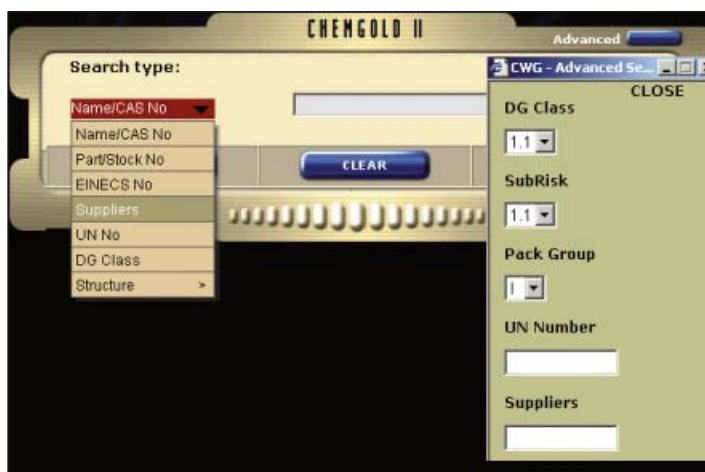 CHEMGOLD II
Advanced
Search type:
Name/CAS No
Name/CAS No
Part/Stock No
EINECS No
Suppliers
UN No
DG Class
Structure >
CLEAR
CWG - Advanced Se...
CLOSE
DG Class
1.1
SubRisk
1.1
Pack Group
I
UN Number
Suppliers